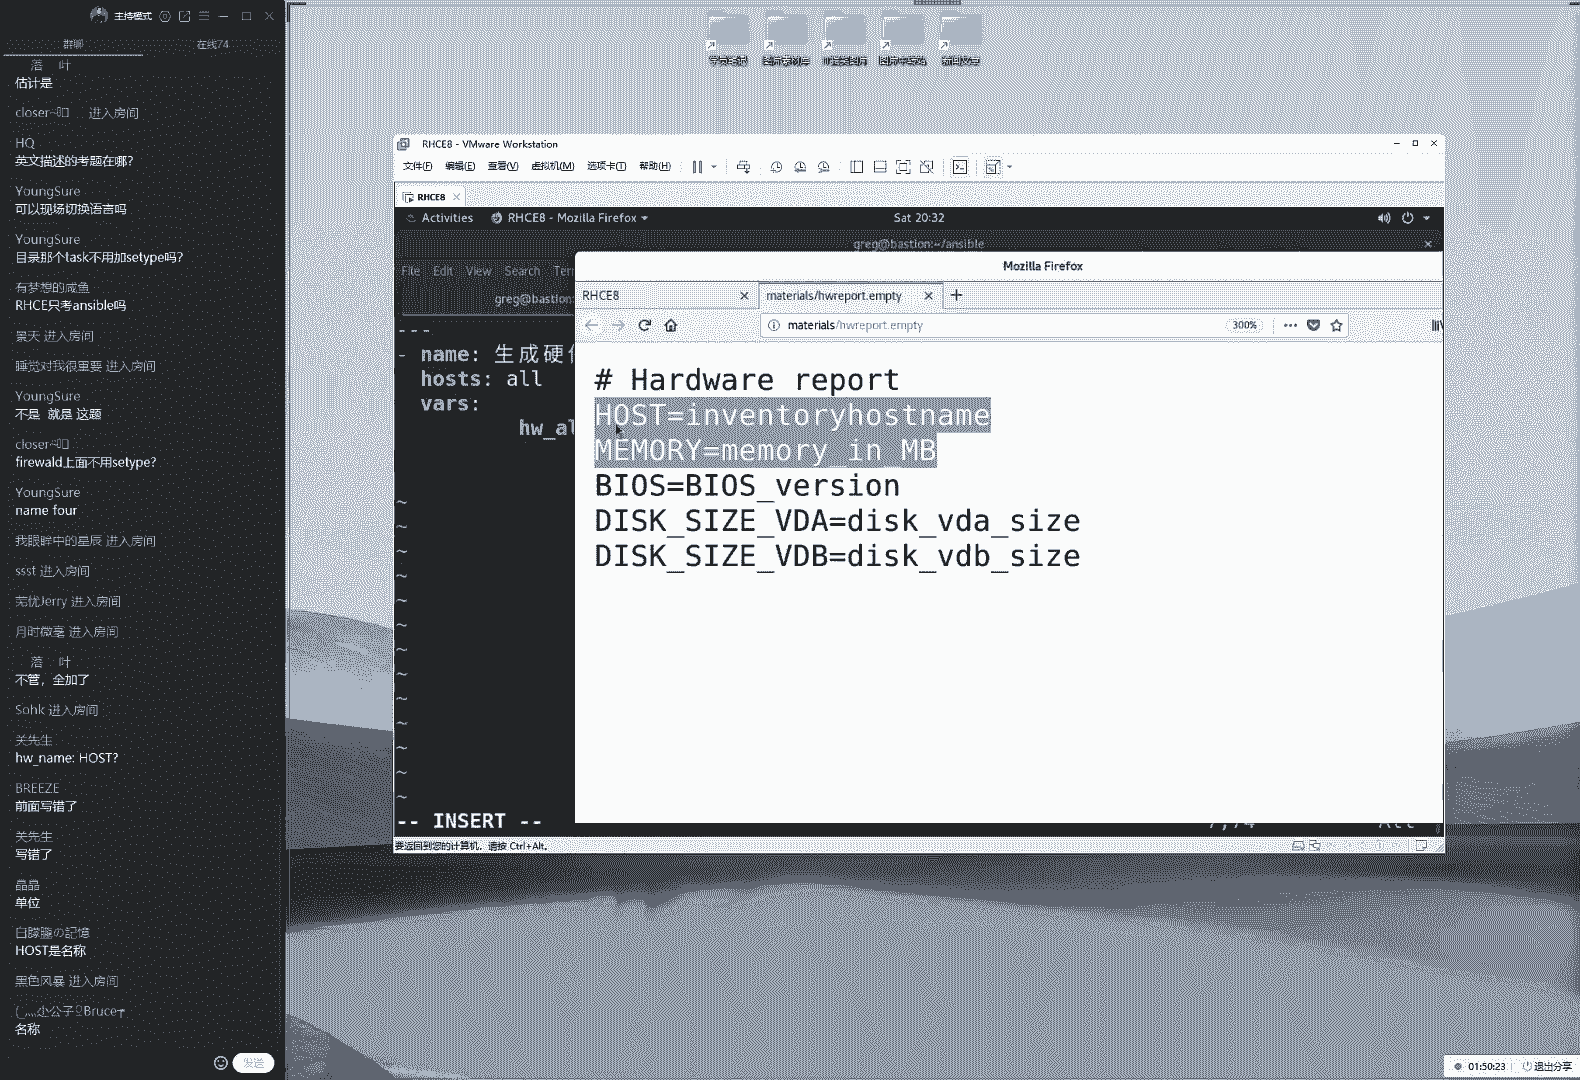 主持模式
群聊
在线74
落 叶
估计是
closer~ 进入房间
HQ
英文描述的考题在哪?
YoungSure
可以现场切换语言吗
YoungSure
目录那个task不用加setype吗?
有梦想的咸鱼
RHCE只考ansible吗
景天 进入房间
睡觉对我很重要 进入房间
YoungSure
不是 就是 这题
closer~
firewald上面不用setype?
YoungSure
name four
我眼眸中的星辰 进入房间
ssst 进入房间
芜忧Jerry 进入房间
月时微毫 进入房间
落 叶
不管，全加了
Sohk 进入房间
关先生
hw_name: HOST?
BREEZE
前面写错了
关先生
写错了
晶晶
单位
白朦朧の記憶
HOST是名称
黑色风暴 进入房间
小公子 Bruce
名称
发送
RHCE8 - VMware Workstation
文件(F) 编辑(E) 查看(V) 虚拟机(M) 选项卡(T) 帮助(H)
RHCE8
Activities RHCE8 - Mozilla Firefox Sat 20:32
greg@bastion:~/ansible
File Edit View Search Ter
greg@bastion:
Mozilla Firefox
RHCE8 materials/hwreport.empty
materials/hwreport.empty 300%
---
- name: 生成硬
hosts: all
vars:
hw_al
# Hardware report
HOST=inventoryhostname
MEMORY=memory_in_MB
BIOS=BIOS_version
DISK_SIZE_VDA=disk_vda_size
DISK_SIZE_VDB=disk_vdb_size
~
~
~
~
~
~
~
~
~
~
~
~
~
-- INSERT --
要返回到您的计算机，请按 Ctrl+Alt。
01:50:23 退出分享